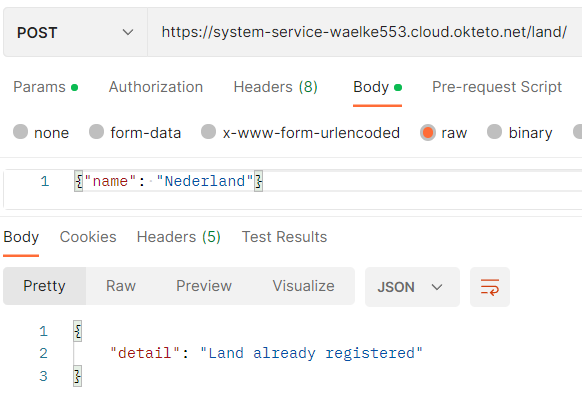 POST https://system-service-waelke553.cloud.okteto.net/land/
Params Authorization Headers (8) Body Pre-request Script
none form-data x-www-form-urlencoded raw binary
1 {"name": "Nederland"}
Body Cookies Headers (5) Test Results
Pretty Raw Preview Visualize JSON
1 {
2 "detail": "Land already registered"
3 }